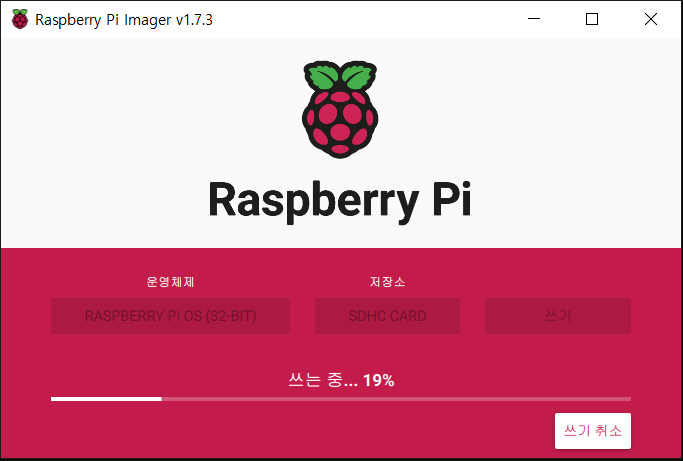 Raspberry Pi Imager v1.7.3
Raspberry Pi
운영체제 저장소
RASPBERRY PI OS (32-BIT) SDHC CARD 쓰기
쓰는 중... 19%
쓰기 취소